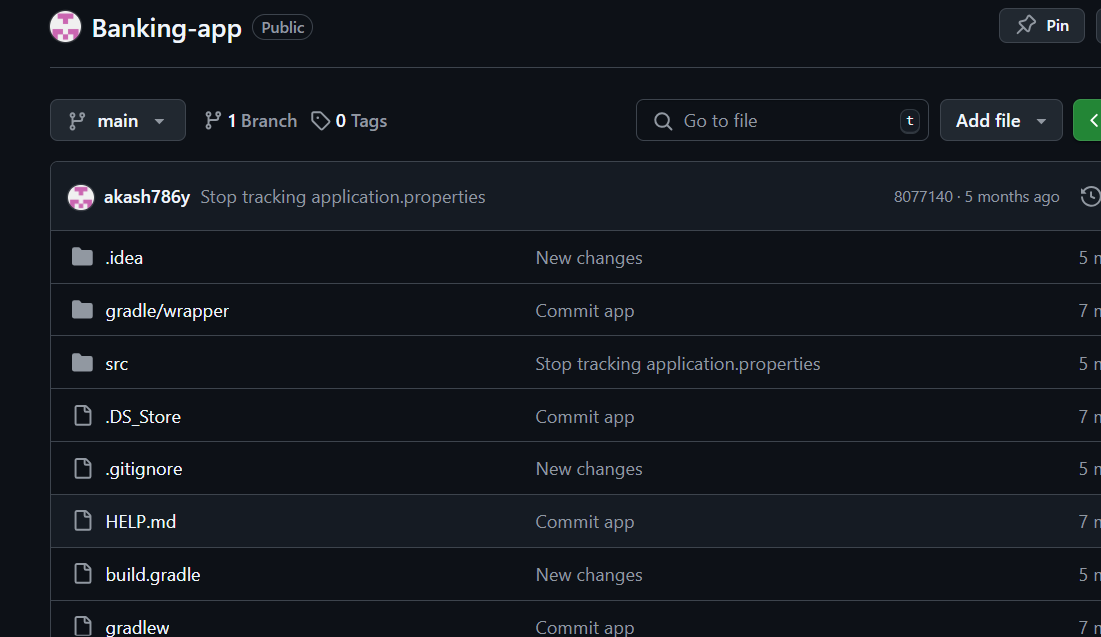 Banking-app Public Pin
main 1 Branch 0 Tags Go to file t Add file
akash786y Stop tracking application.properties 8077140 · 5 months ago
.idea New changes 5
gradle/wrapper Commit app 7
src Stop tracking application.properties 5
.DS_Store Commit app 7
.gitignore New changes 5
HELP.md Commit app 7
build.gradle New changes 5
gradlew Commit app 7